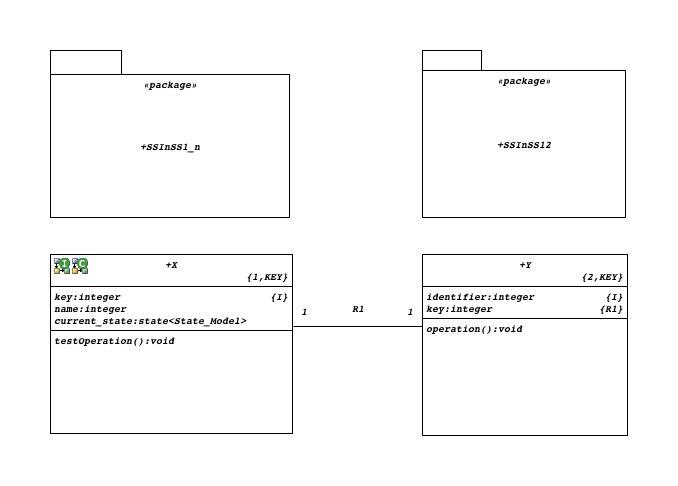 «package»
+SSInSS1_n
«package»
+SSInSS12
I C
+X
{1,KEY}
key:integer {I}
name:integer
current_state:state<State_Model>
testOperation():void
1 R1 1
+Y
{2,KEY}
identifier:integer {I}
key:integer {R1}
operation():void